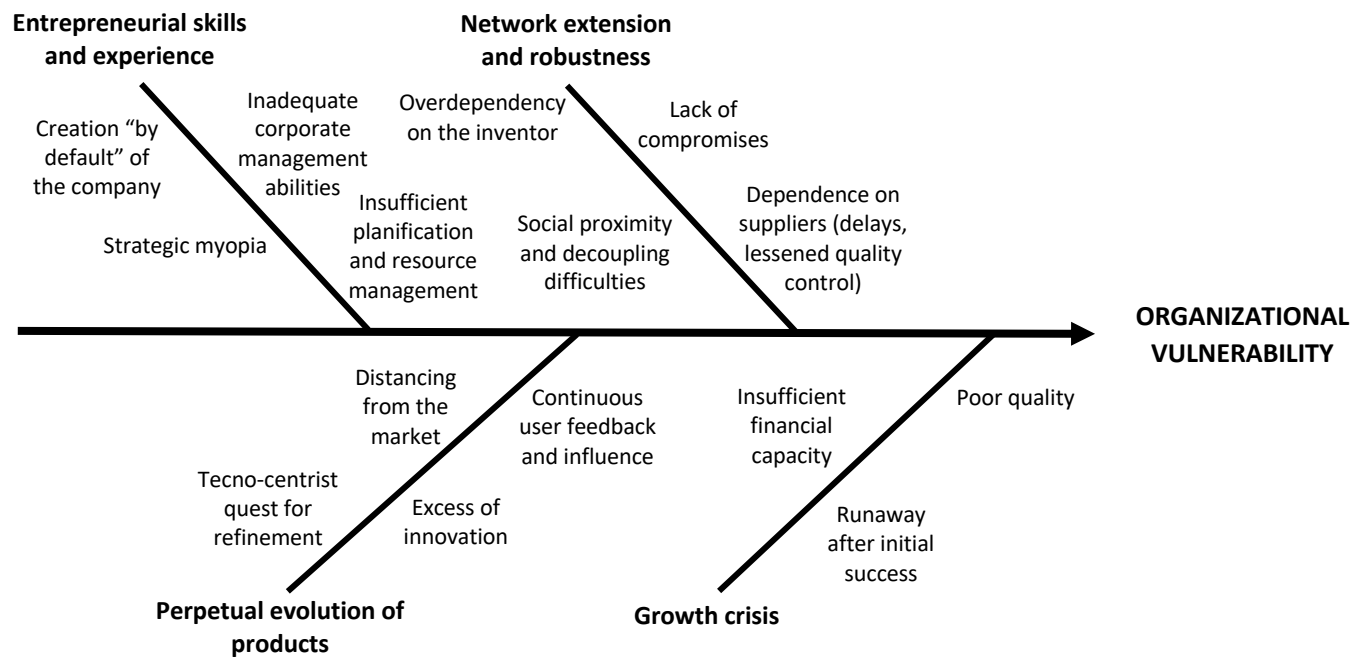 Entrepreneurial skills
and experience
Network extension
and robustness
Creation “by
default” of
the company
Inadequate
corporate
management
abilities
Strategic myopia
Insufficient
planification
and resource
management
Overdependency
on the inventor
Lack of
compromises
Social proximity
and decoupling
difficulties
Dependence on
suppliers (delays,
lessened quality
control)
ORGANIZATIONAL
VULNERABILITY
Distancing
from the
market
Continuous
user feedback
and influence
Tecno-centrist
quest for
refinement
Excess of
innovation
Perpetual evolution of
products
Insufficient
financial
capacity
Poor quality
Runaway
after initial
success
Growth crisis